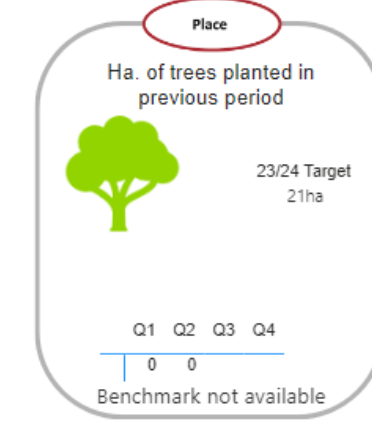 Place
Ha. of trees planted in
previous period
23/24 Target
21ha
Q1 Q2 Q3 Q4
0 0
Benchmark not available